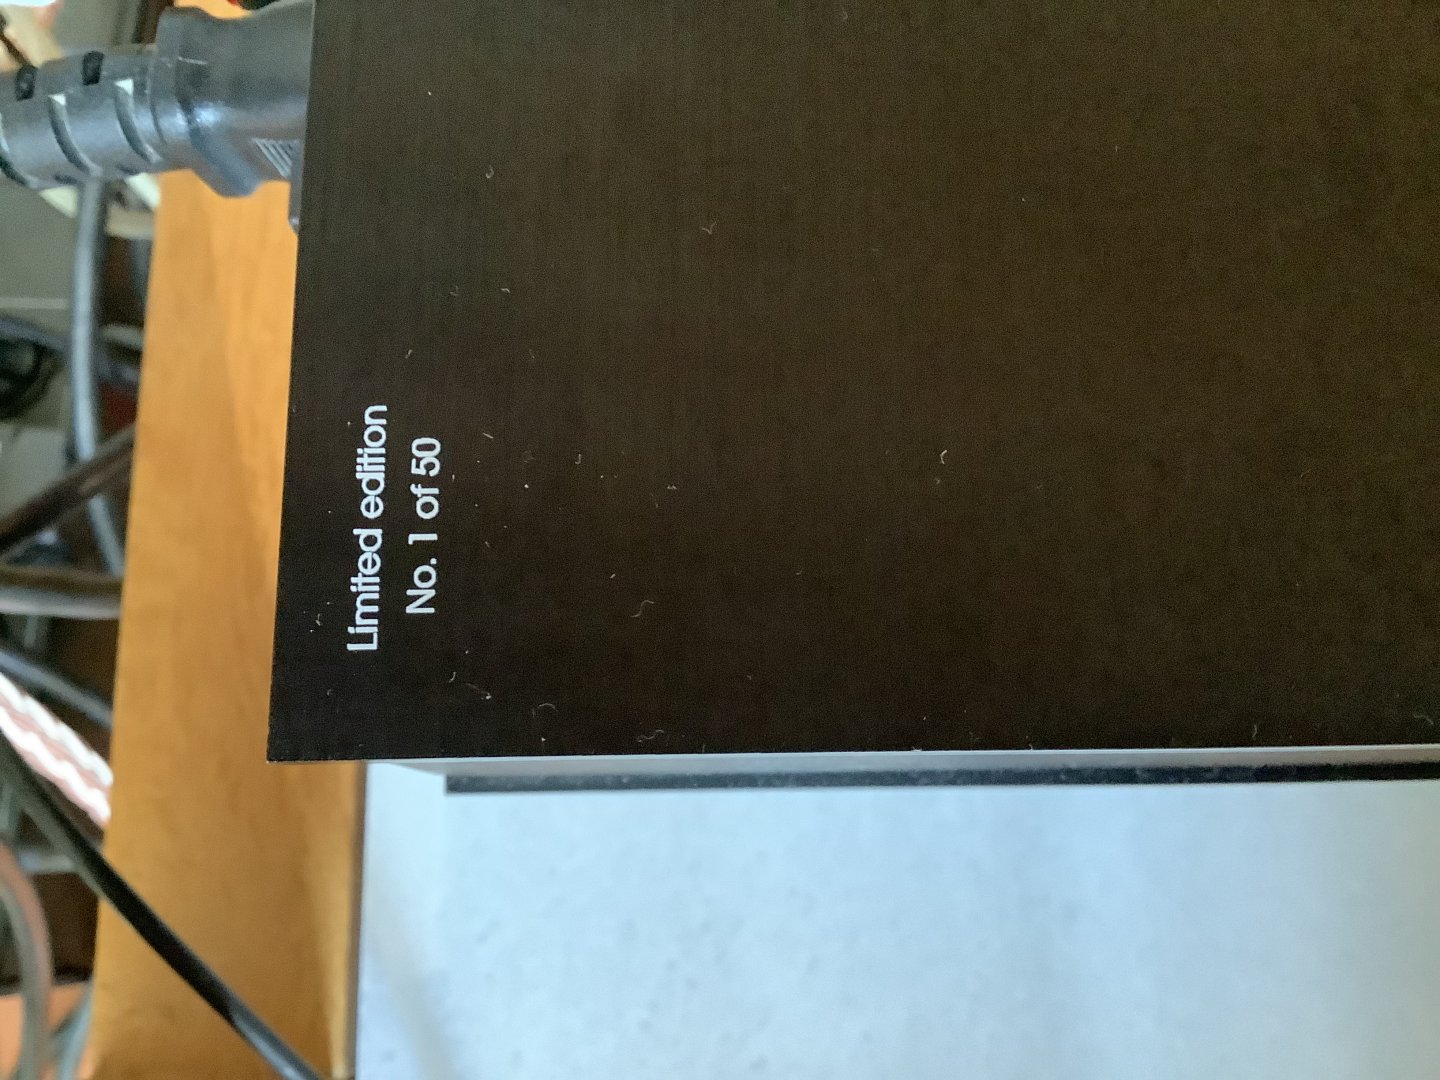 Limited edition
No. 1 of 50